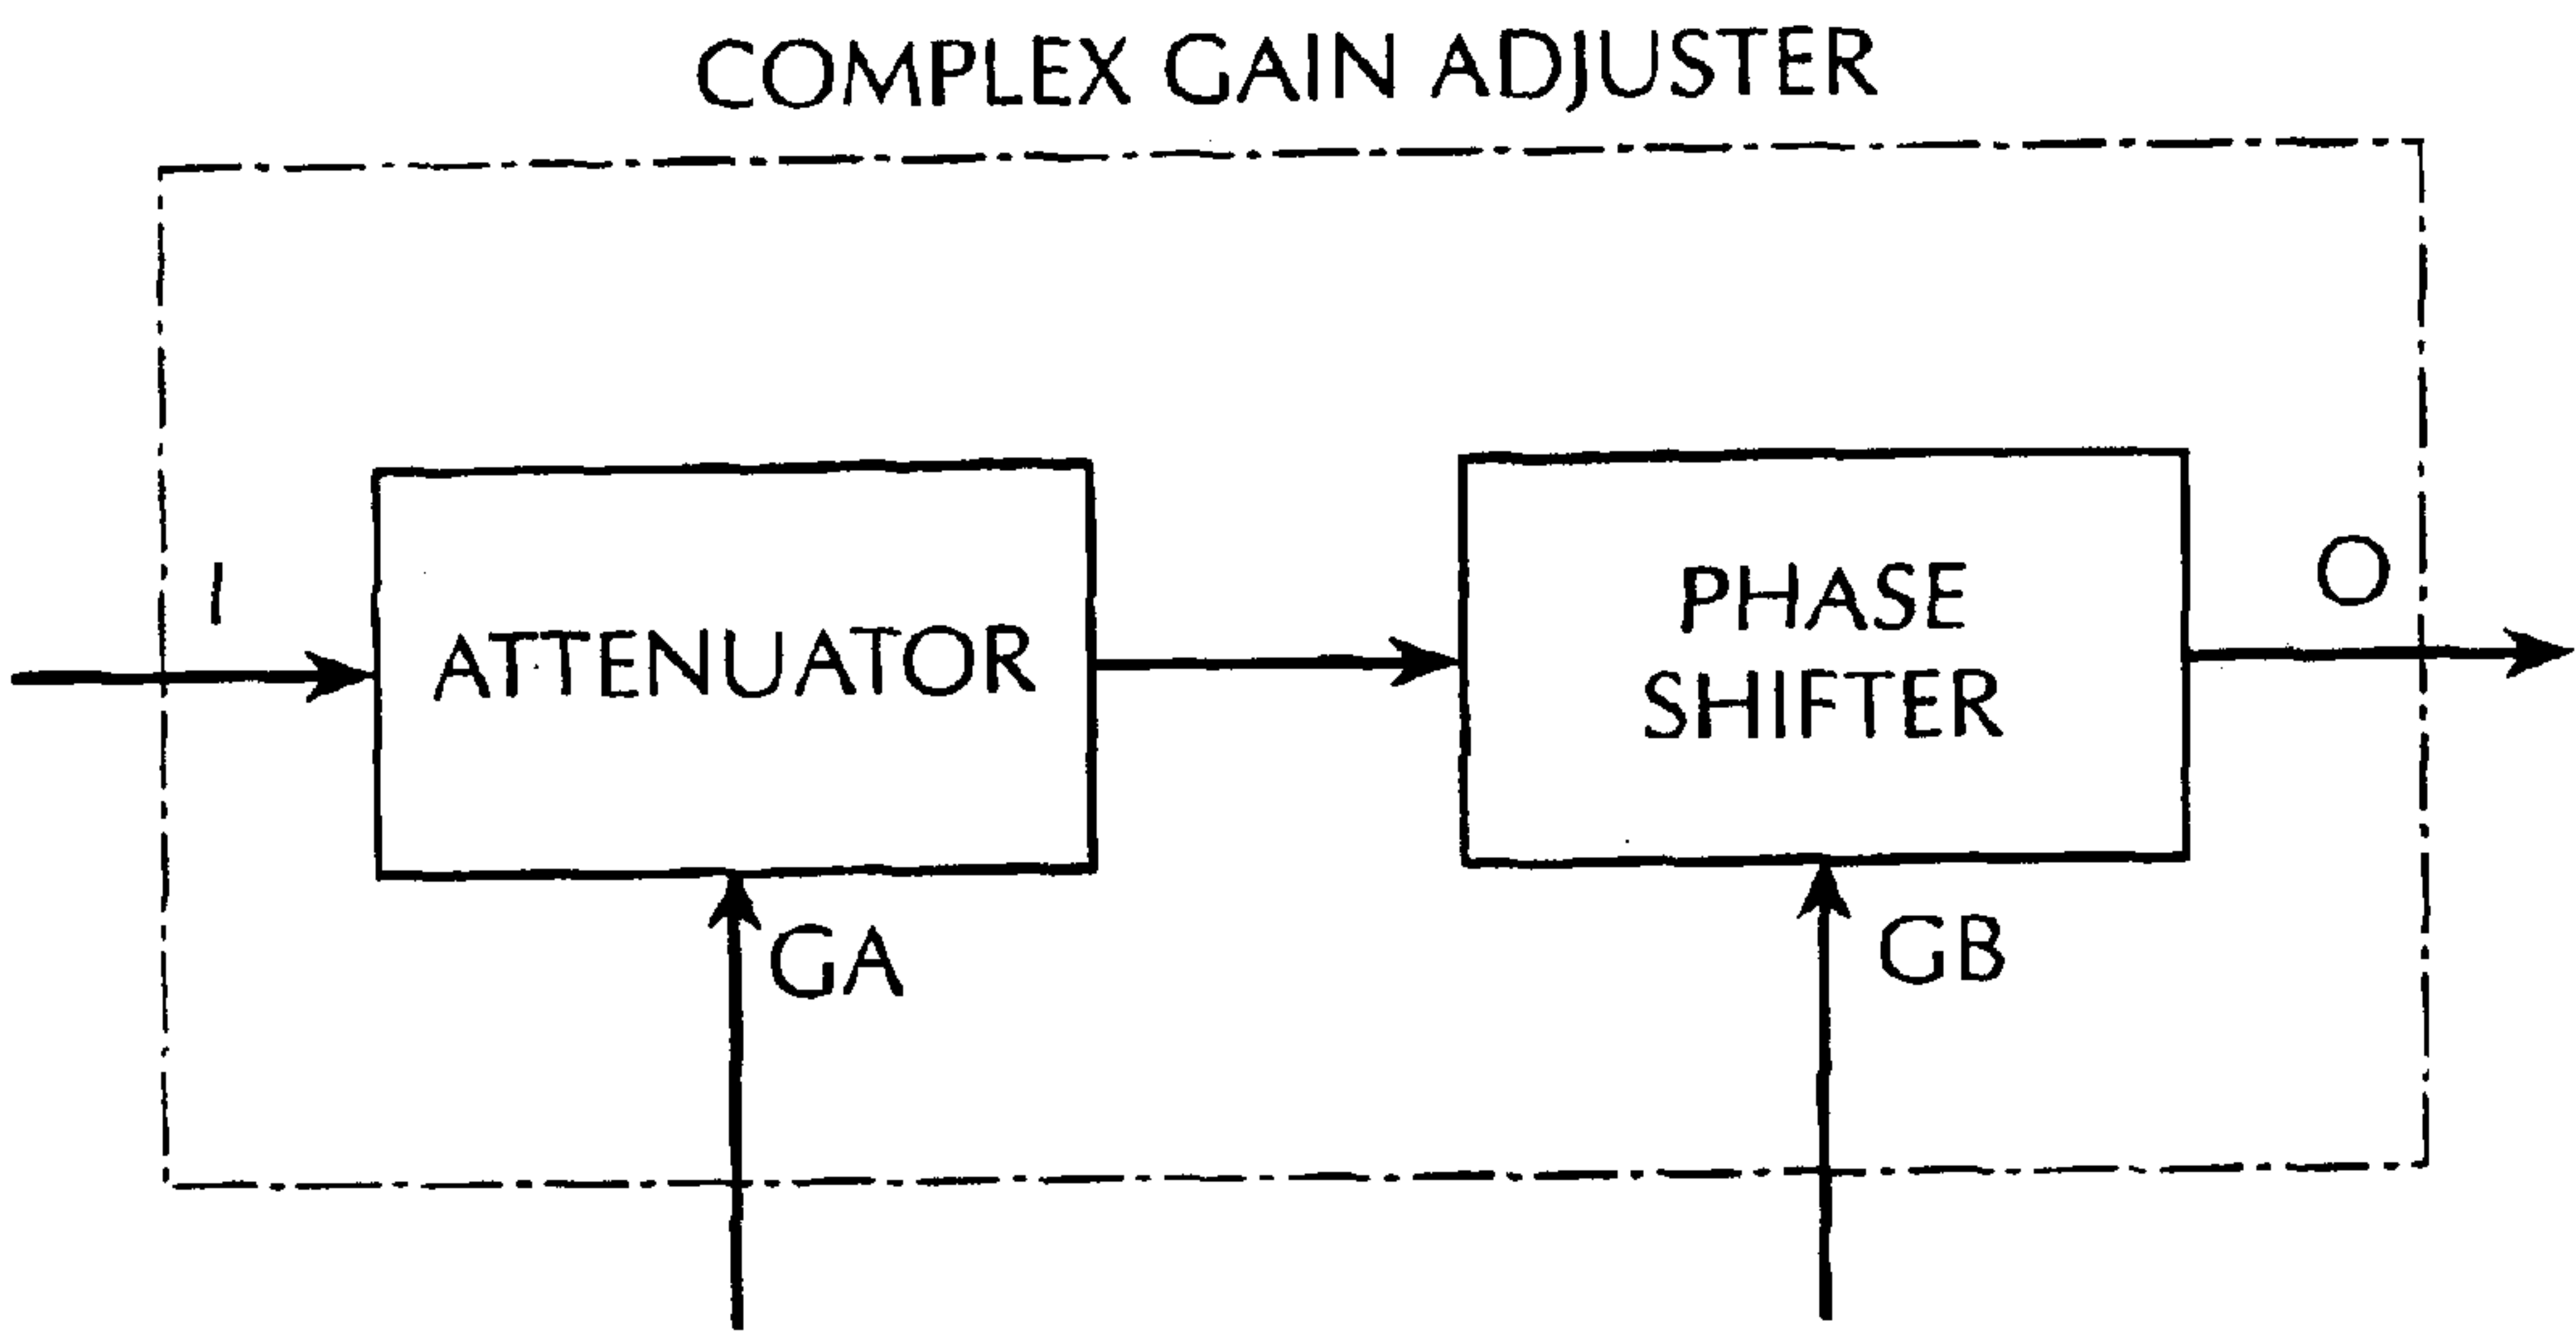 COMPLEX GAIN ADJUSTER
I
ATTENUATOR
PHASE
SHIFTER
O
GA
GB